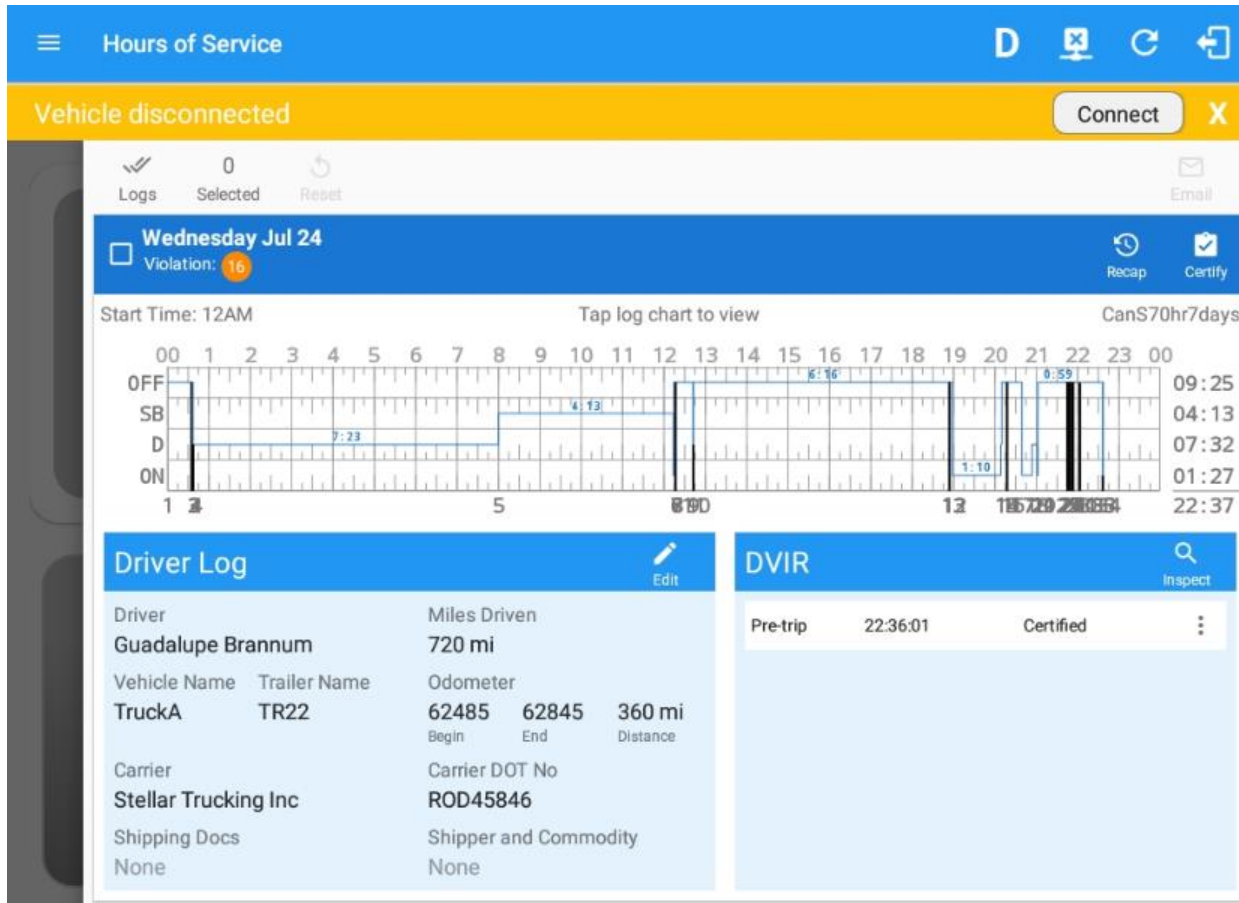 Hours of Service D
Vehicle disconnected Connect X
0
Logs Selected Reset Email
Wednesday Jul 24
Violation: 16
Recap Certify
Start Time: 12AM Tap log chart to view CanS70hr7days
00 1 2 3 4 5 6 7 8 9 10 11 12 13 14 15 16 17 18 19 20 21 22 23 00
OFF 6:16 0:59 09:25
SB 4:13 04:13
D 7:23 07:32
ON 1:10 01:27
1 5 22:37
Driver Log Edit
Driver Miles Driven
Guadalupe Brannum 720 mi
Vehicle Name Trailer Name Odometer
TruckA TR22 62485 62845 360 mi
Begin End Distance
Carrier Carrier DOT No
Stellar Trucking Inc ROD45846
Shipping Docs Shipper and Commodity
None None
DVIR Inspect
Pre-trip 22:36:01 Certified